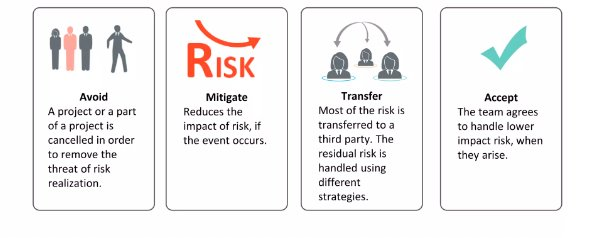 Avoid
A project or a part
of a project is
cancelled in order
to remove the
threat of risk
realization.
RISK
Mitigate
Reduces the
impact of risk, if
the event occurs.
Transfer
Most of the risk is
transferred to a
third party. The
residual risk is
handled using
different
strategies.
Accept
The team agrees
to handle lower
impact risk, when
they arise.